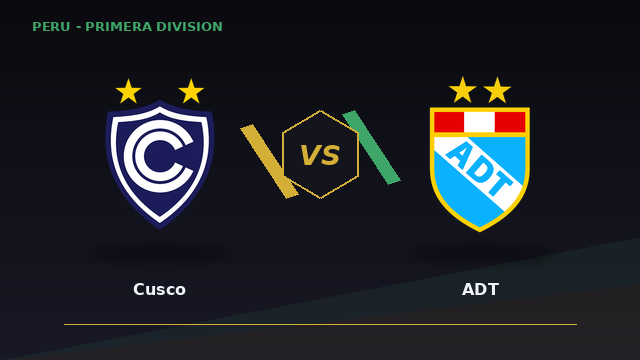 PERU - PRIMERA DIVISION
C
VS
ADT
Cusco
ADT